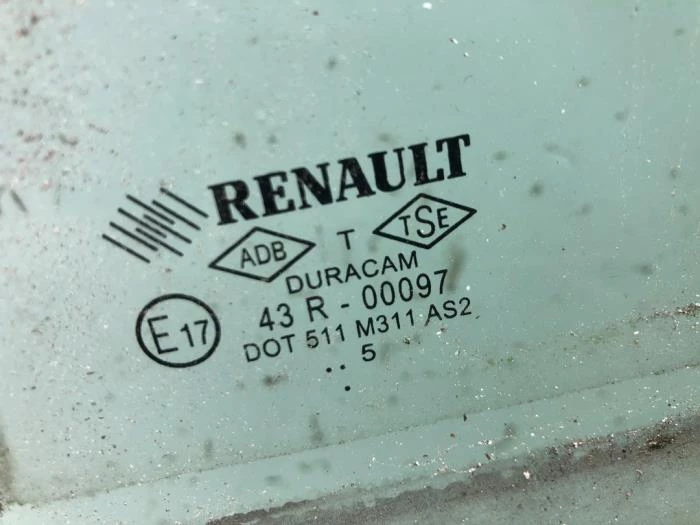 RENAULT
ADB T TSE
DURACAM
E17 43 R - 00097
DOT 511 M311 AS2
.. 5
.